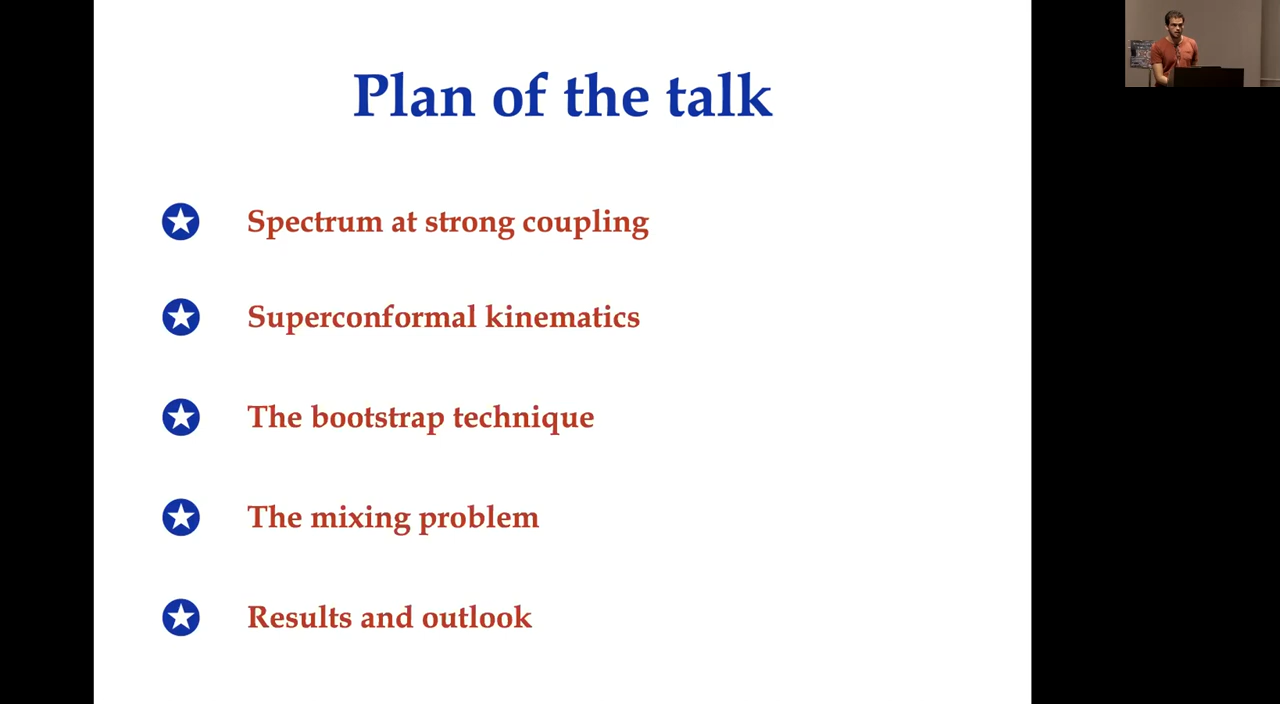 Plan of the talk
Spectrum at strong coupling
Superconformal kinematics
The bootstrap technique
The mixing problem
Results and outlook